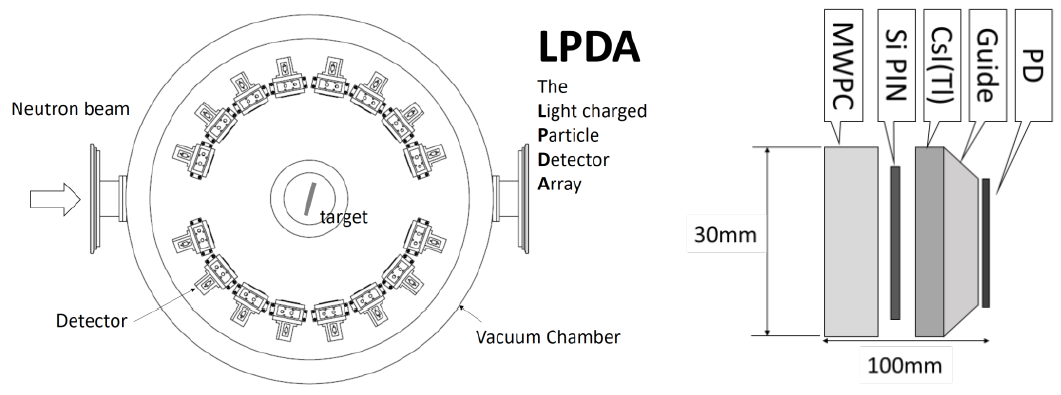 LPDA
The
Light charged
Particle
Detector
Array
Neutron beam
target
Detector
Vacuum Chamber
MWPC
Si PIN
CsI(Tl)
Guide
PD
30mm
100mm